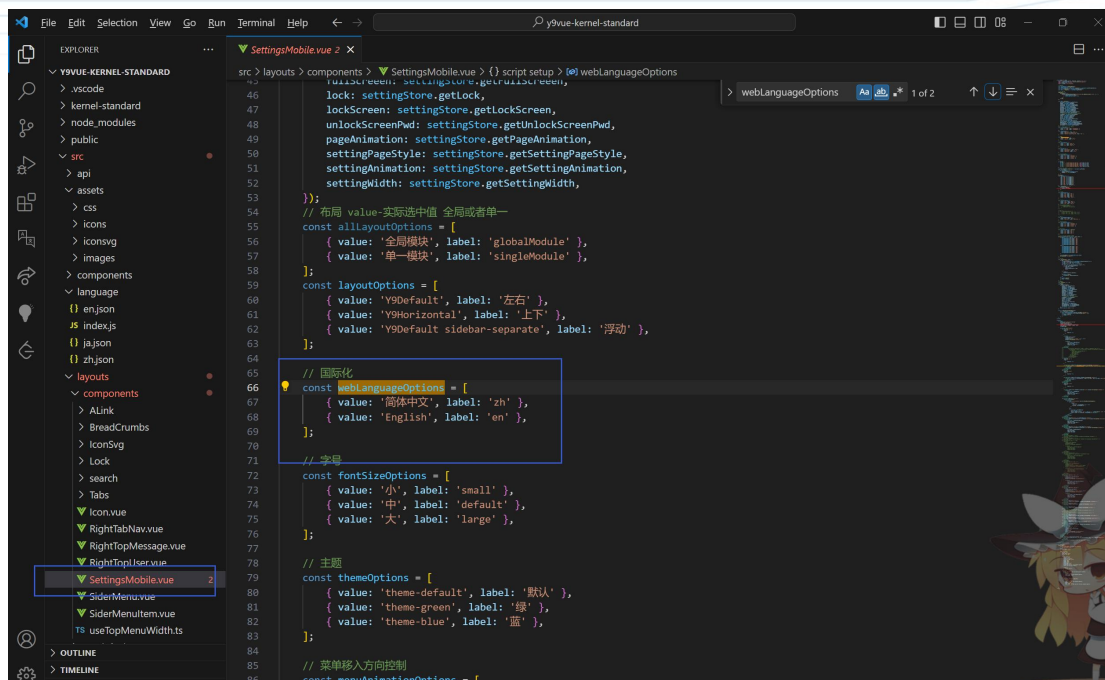 File Edit Selection View Go Run Terminal Help
y9vue-kernel-standard
EXPLORER
Y9VUE-KERNEL-STANDARD
.vscode
kernel-standard
node_modules
public
src
api
assets
css
icons
iconsvg
images
components
language
{} en.json
JS index.js
{} ja.json
{} zh.json
layouts
components
ALink
BreadCrumbs
IconSvg
Lock
search
Tabs
Icon.vue
RightTabNav.vue
RightTopMessage.vue
RightTopUser.vue
SettingsMobile.vue 2
SiderMenu.vue
SiderMenuItem.vue
TS useTopMenuWidth.ts
OUTLINE
TIMELINE
SettingsMobile.vue 2
src > layouts > components > SettingsMobile.vue > {} script setup > webLanguageOptions
webLanguageOptions Aa ab .* 1 of 2
45 fullScreen: settingStore.getFullScreen,
46 lock: settingStore.getLock,
47 lockScreen: settingStore.getLockScreen,
48 unlockScreenPwd: settingStore.getUnlockScreenPwd,
49 pageAnimation: settingStore.getPageAnimation,
50 settingPageStyle: settingStore.getSettingPageStyle,
51 settingAnimation: settingStore.getSettingAnimation,
52 settingWidth: settingStore.getSettingWidth,
53 });
54 // 布局 value-实际选中值 全局或者单一
55 const allLayoutOptions = [
56 { value: '全局模块', label: 'globalModule' },
57 { value: '单一模块', label: 'singleModule' },
58 ];
59 const layoutOptions = [
60 { value: 'Y9Default', label: '左右' },
61 { value: 'Y9Horizontal', label: '上下' },
62 { value: 'Y9Default sidebar-separate', label: '浮动' },
63 ];
64
65 // 国际化
66 const webLanguageOptions = [
67 { value: '简体中文', label: 'zh' },
68 { value: 'English', label: 'en' },
69 ];
70
71 // 字号
72 const fontSizeOptions = [
73 { value: '小', label: 'small' },
74 { value: '中', label: 'default' },
75 { value: '大', label: 'large' },
76 ];
77
78 // 主题
79 const themeOptions = [
80 { value: 'theme-default', label: '默认' },
81 { value: 'theme-green', label: '绿' },
82 { value: 'theme-blue', label: '蓝' },
83 ];
84
85 // 菜单移入方向控制
86 const menuAnimationOptions = [